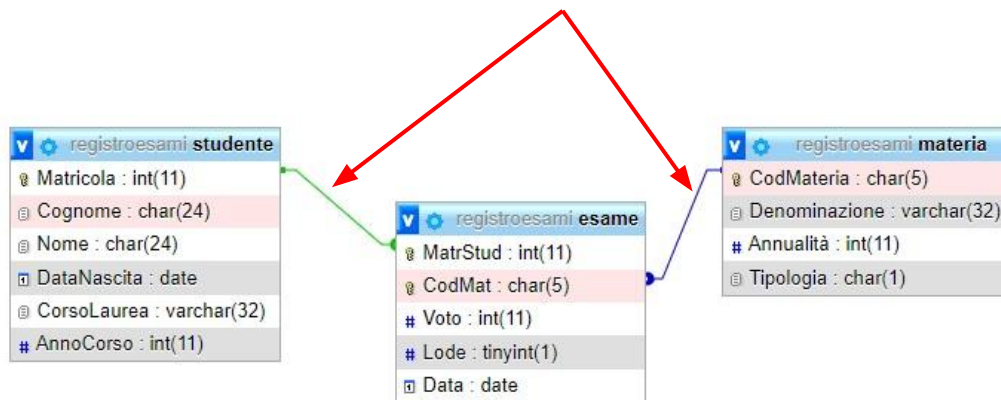 registroesami studente
Matricola : int(11)
Cognome : char(24)
Nome : char(24)
DataNascita : date
CorsoLaurea : varchar(32)
# AnnoCorso : int(11)
registroesami esame
MatrStud : int(11)
CodMat : char(5)
# Voto : int(11)
# Lode : tinyint(1)
Data : date
registroesami materia
CodMateria : char(5)
Denominazione : varchar(32)
# Annualità : int(11)
Tipologia : char(1)